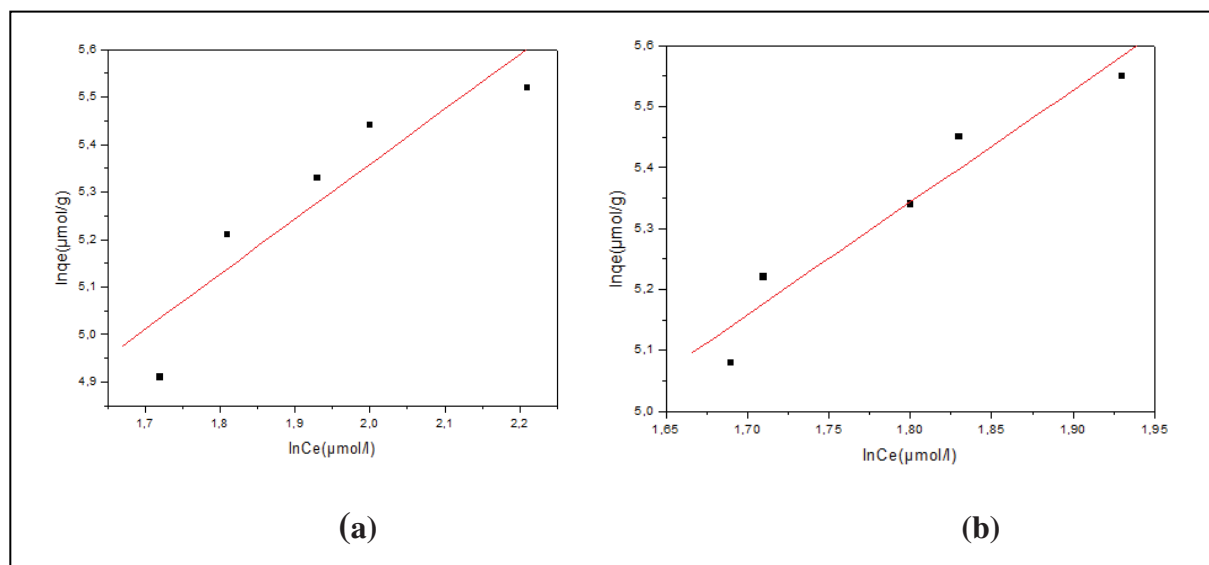 5,6
5,5
5,4
5,3
5,2
5,1
5,0
4,9
lnqe(µmol/g)
1,7 1,8 1,9 2,0 2,1 2,2
lnCe(µmol/l)
(a)
5,6
5,5
5,4
5,3
5,2
5,1
5,0
lnqe(µmol/g)
1,65 1,70 1,75 1,80 1,85 1,90 1,95
lnCe(µmol/l)
(b)